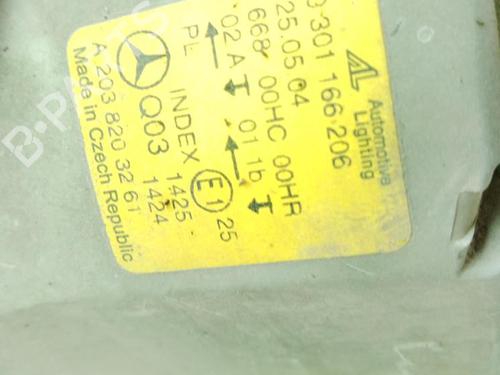 Automotive
Lighting
301 166 206
25.05.04
668 00HC 00HR
02 A 01 1b
PL
E1 25
INDEX 1425
Q03 1424
A 203 820 32 61
Made in Czech Republic
B-PARTS